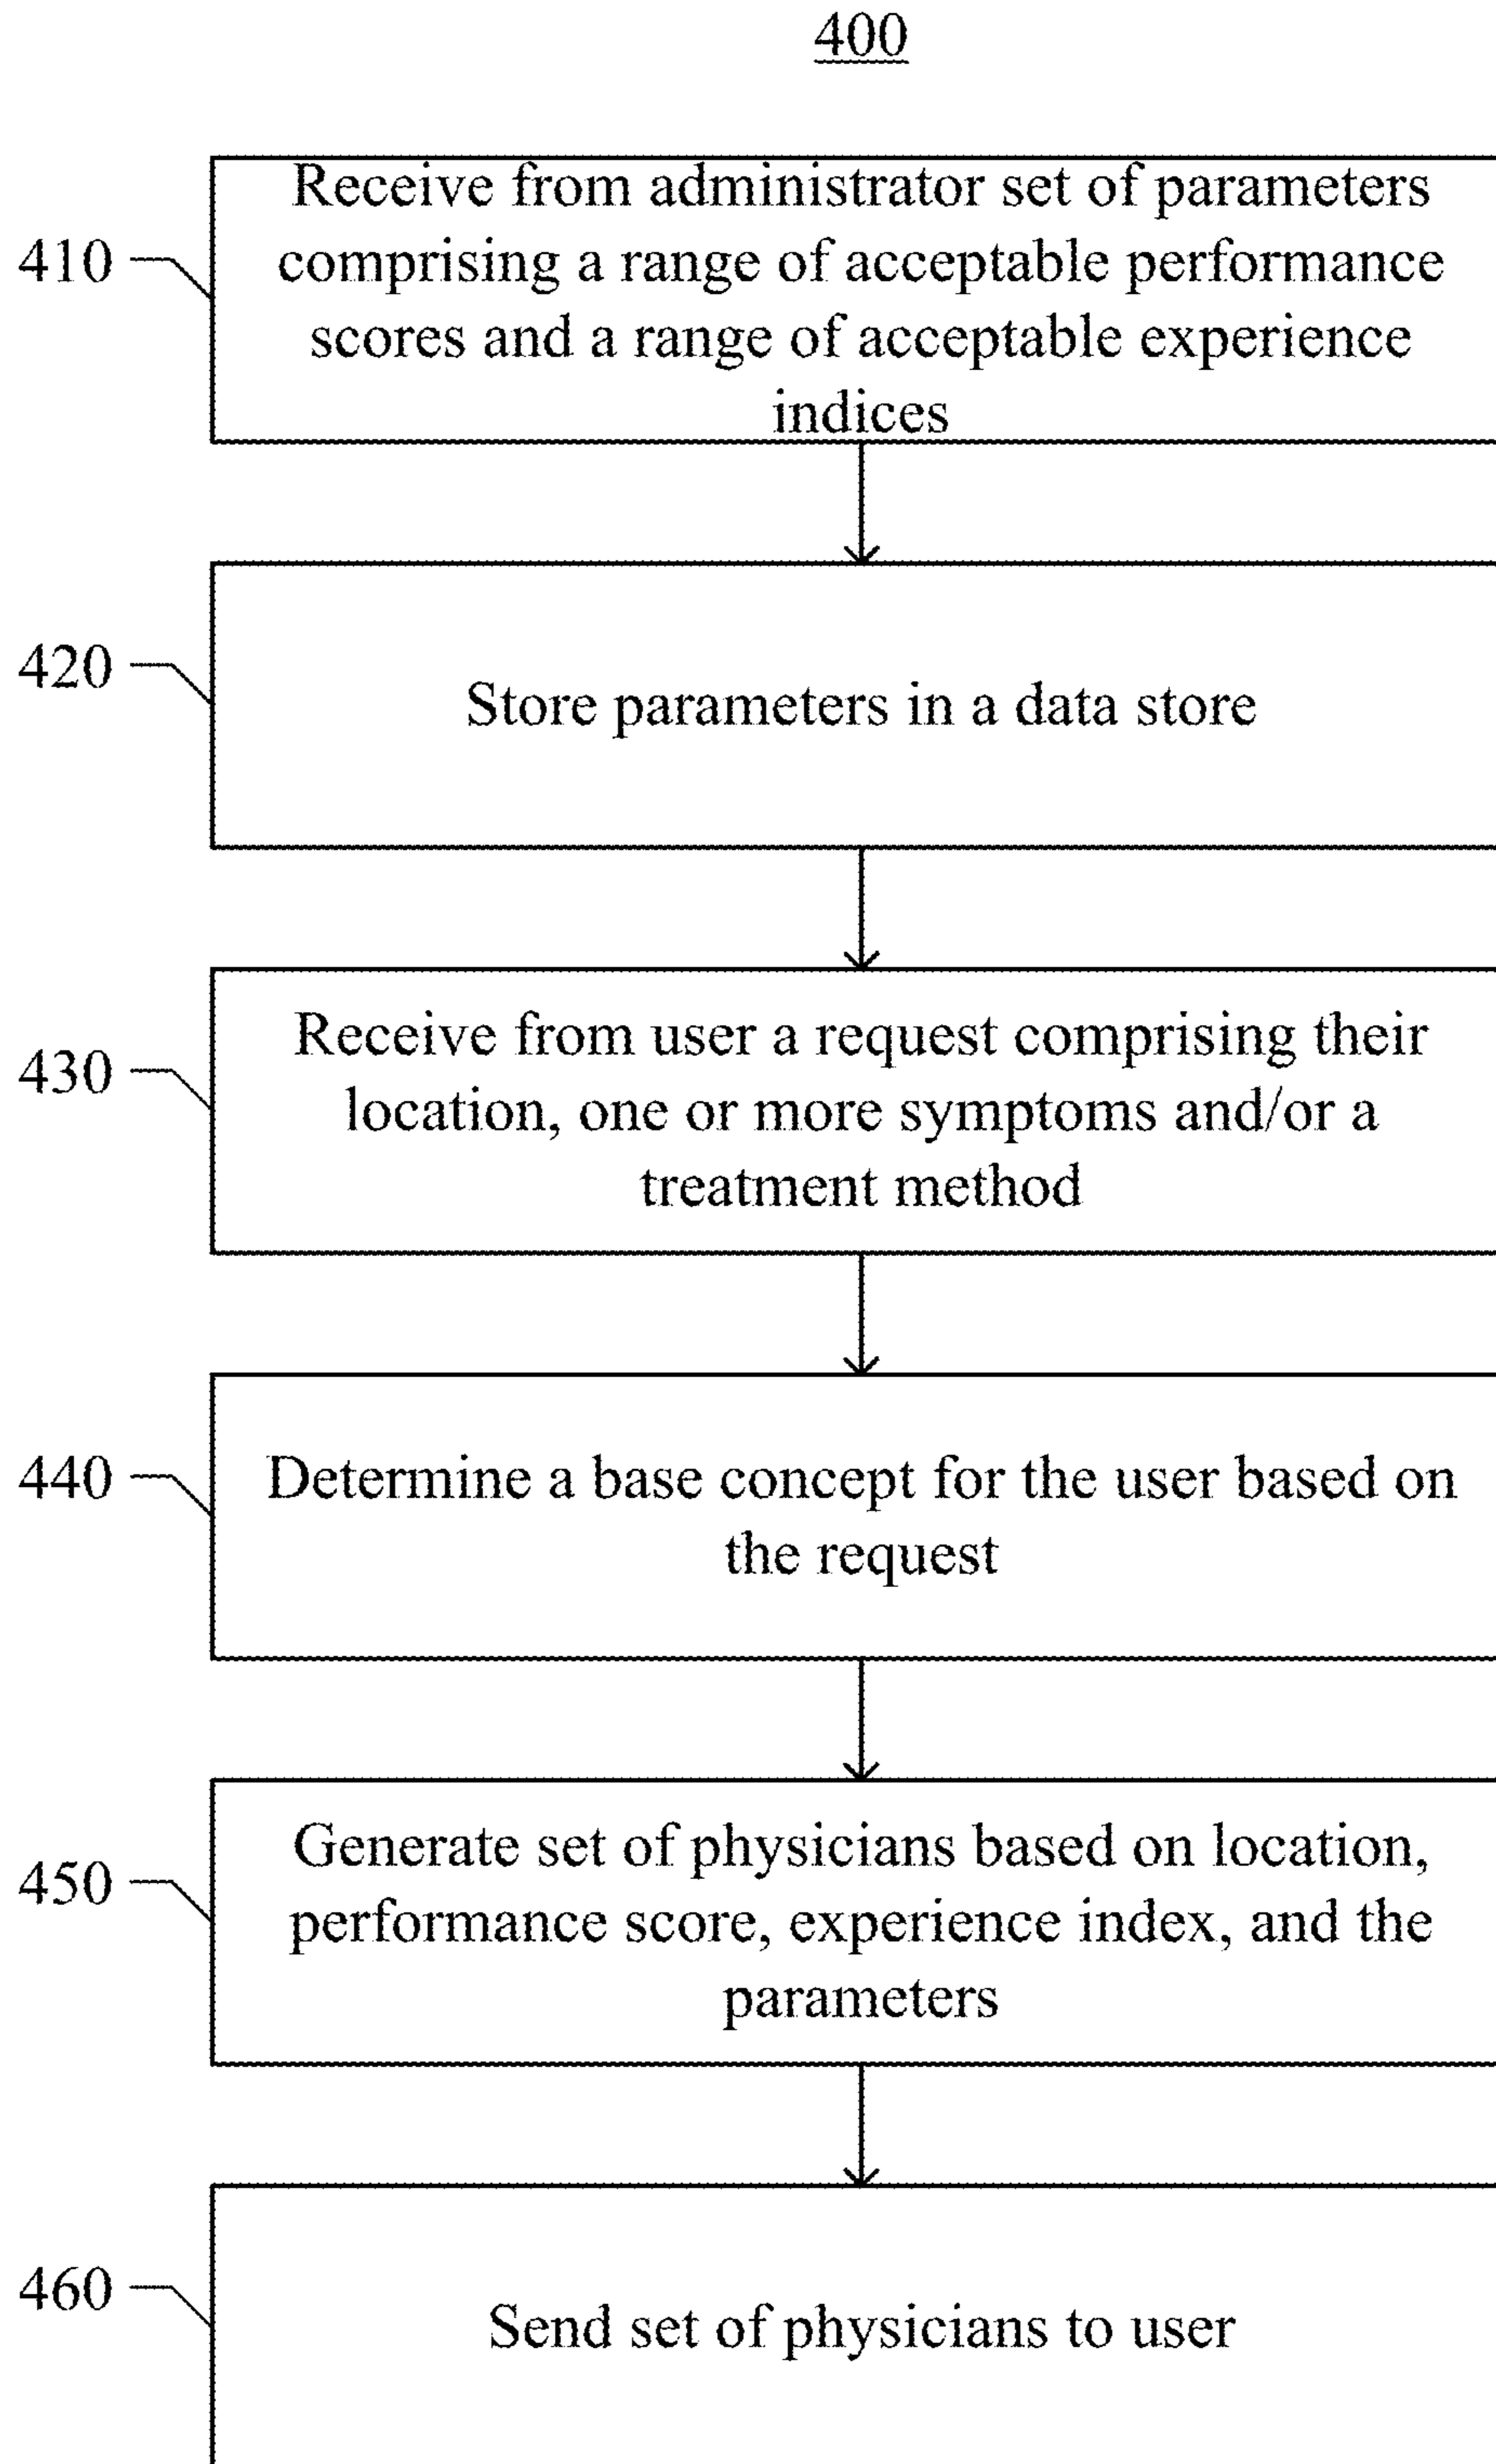 400
410
Receive from administrator set of parameters
comprising a range of acceptable performance
scores and a range of acceptable experience
indices
420
Store parameters in a data store
430
Receive from user a request comprising their
location, one or more symptoms and/or a
treatment method
440
Determine a base concept for the user based on
the request
450
Generate set of physicians based on location,
performance score, experience index, and the
parameters
460
Send set of physicians to user